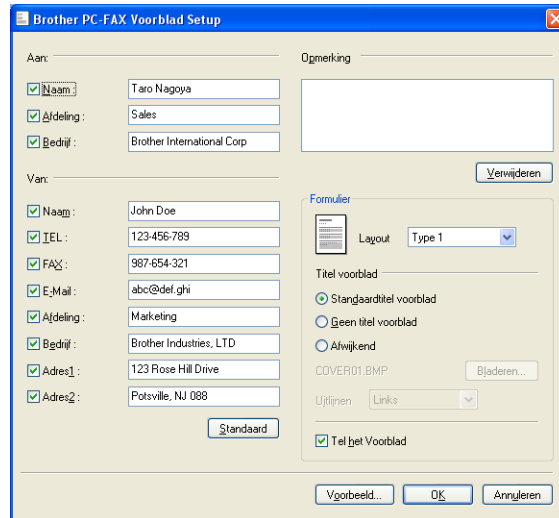 Brother PC-FAX Voorblad Setup
Aan:
Naam : Taro Nagoya
Afdeling : Sales
Bedrijf : Brother International Corp
Van:
Naam : John Doe
TEL : 123-456-789
FAX : 987-654-321
E-Mail : abc@def.ghi
Afdeling : Marketing
Bedrijf : Brother Industries, LTD
Adres1 : 123 Rose Hill Drive
Adres2 : Potsville, NJ 088
Standaard
Opmerking
Verwijderen
Formulier
Layout Type 1
Titel voorblad
Standaardtitel voorblad
Geen titel voorblad
Afwijkend
COVER01.BMP Bladeren...
Uitlijnen Links
Tel het Voorblad
Voorbeeld... OK Annuleren